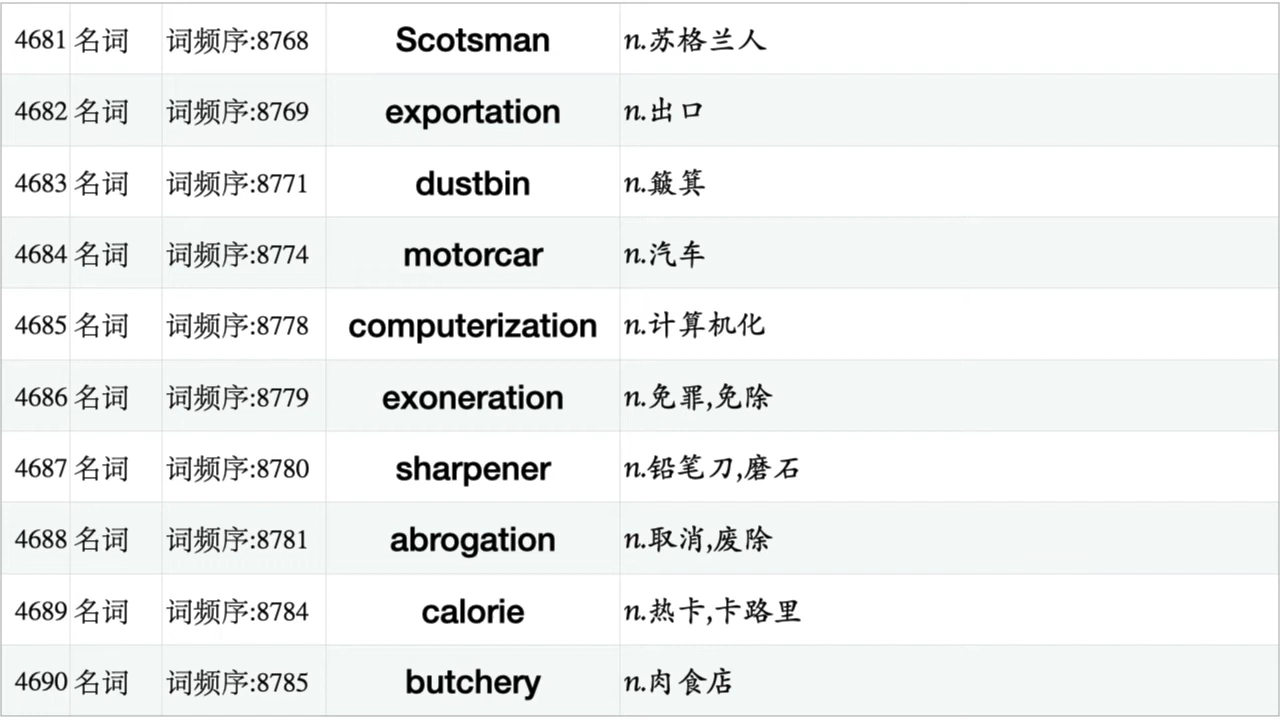 4681 名词 词频序:8768 Scotsman n.苏格兰人
4682 名词 词频序:8769 exportation n.出口
4683 名词 词频序:8771 dustbin n.簸箕
4684 名词 词频序:8774 motorcar n.汽车
4685 名词 词频序:8778 computerization n.计算机化
4686 名词 词频序:8779 exoneration n.免罪,免除
4687 名词 词频序:8780 sharpener n.铅笔刀,磨石
4688 名词 词频序:8781 abrogation n.取消,废除
4689 名词 词频序:8784 calorie n.热卡,卡路里
4690 名词 词频序:8785 butchery n.肉食店